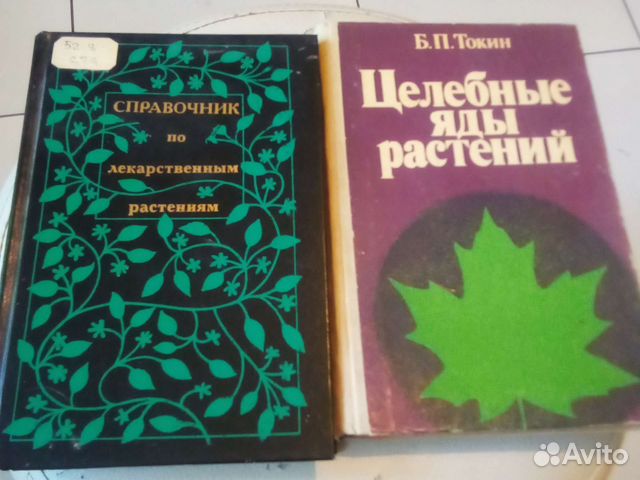 СПРАВОЧНИК
по
лекарственным
растениям
Б.П.Токин
Целебные
яды
растений
Avito